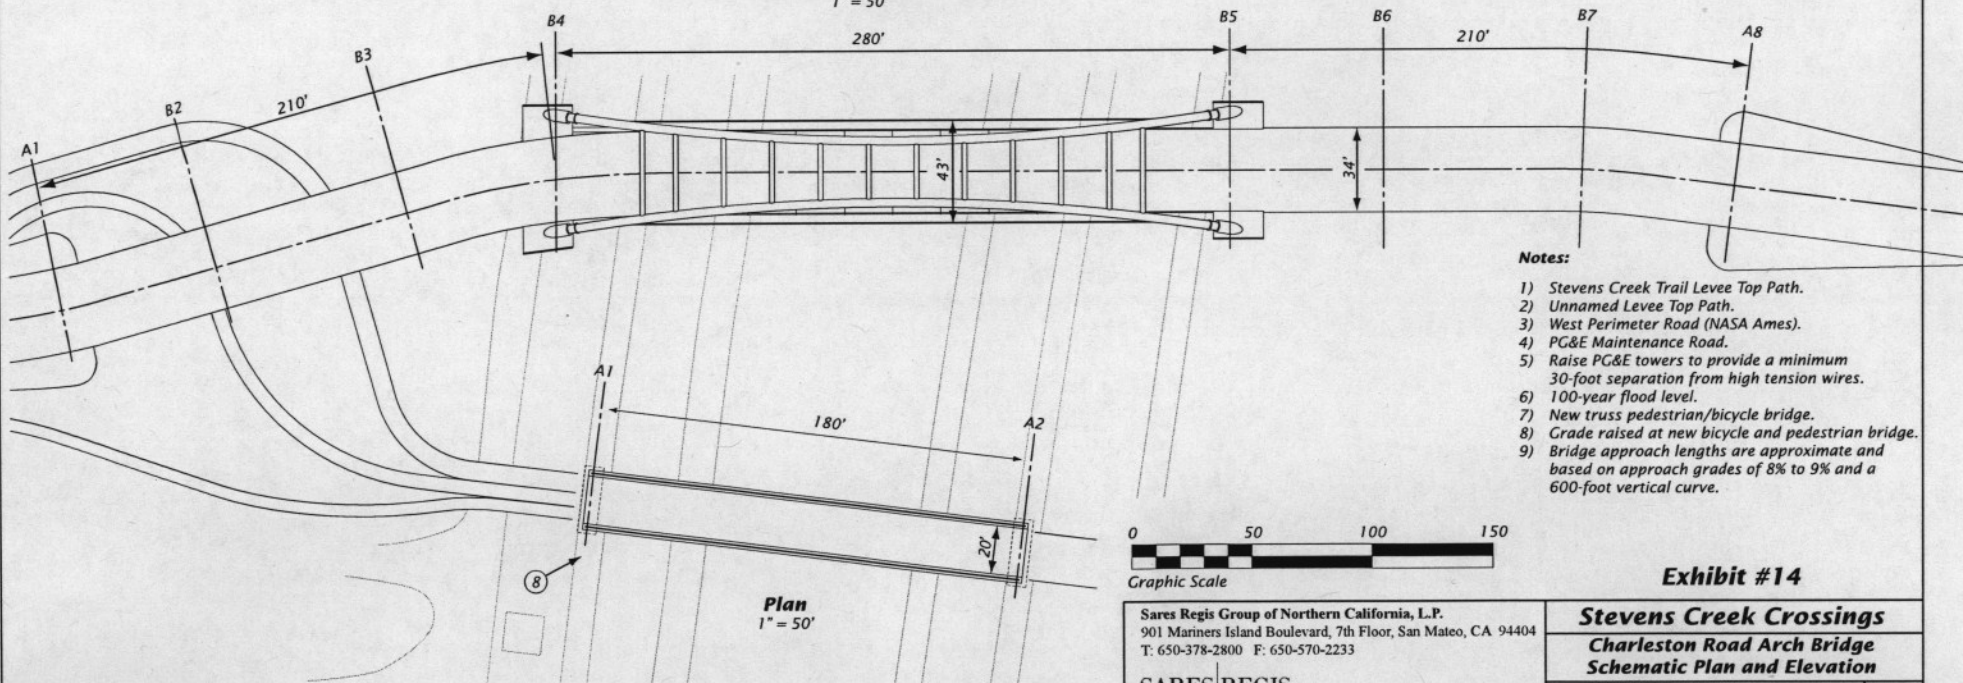 1" = 50'
B4
B5
B6
B7
A8
B3
B2
A1
280'
210'
210'
43'
34'
Notes:
1) Stevens Creek Trail Levee Top Path.
2) Unnamed Levee Top Path.
3) West Perimeter Road (NASA Ames).
4) PG&E Maintenance Road.
5) Raise PG&E towers to provide a minimum
30-foot separation from high tension wires.
6) 100-year flood level.
7) New truss pedestrian/bicycle bridge.
8) Grade raised at new bicycle and pedestrian bridge.
9) Bridge approach lengths are approximate and
based on approach grades of 8% to 9% and a
600-foot vertical curve.
A1
180'
A2
20'
8
Plan
1" = 50'
0 50 100 150
Graphic Scale
Exhibit #14
Sares Regis Group of Northern California, L.P.
901 Mariners Island Boulevard, 7th Floor, San Mateo, CA 94404
T: 650-378-2800 F: 650-570-2233
SARES REGIS
Stevens Creek Crossings
Charleston Road Arch Bridge
Schematic Plan and Elevation